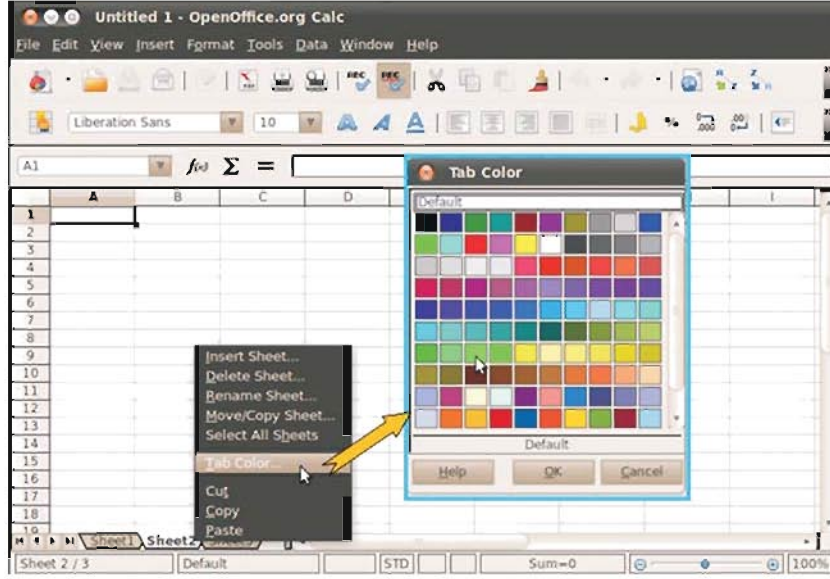 Untitled 1 - OpenOffice.org Calc
File Edit View Insert Format Tools Data Window Help
Liberation Sans 10
A1 f(x) Σ =
Tab Color
Default
A B C D I
1
2
3
4
5
6
7
8
9
10
11
12
13
14
15
16
17
18
19
Insert Sheet...
Delete Sheet...
Rename Sheet...
Move/Copy Sheet...
Select All Sheets
Tab Color...
Cut
Copy
Paste
Default
Help OK Cancel
Sheet1 Sheet2
Sheet 2 / 3 Default STD Sum=0 100%